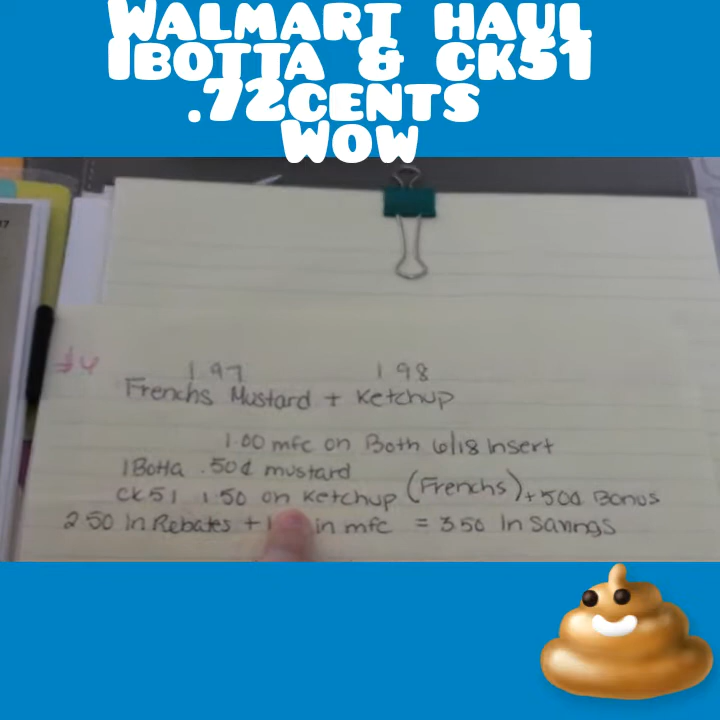 Walmart haul
Ibotta & ck51
.72cents
Wow
17
#4
1.97 1.98
Frenchs Mustard + Ketchup
1.00 mfc on Both 6/18 Insert
IBotta .50¢ mustard
CK51 1.50 on Ketchup (Frenchs) + 50¢ Bonus
2.50 In Rebates + 1 in mfc = 3.50 In Savings